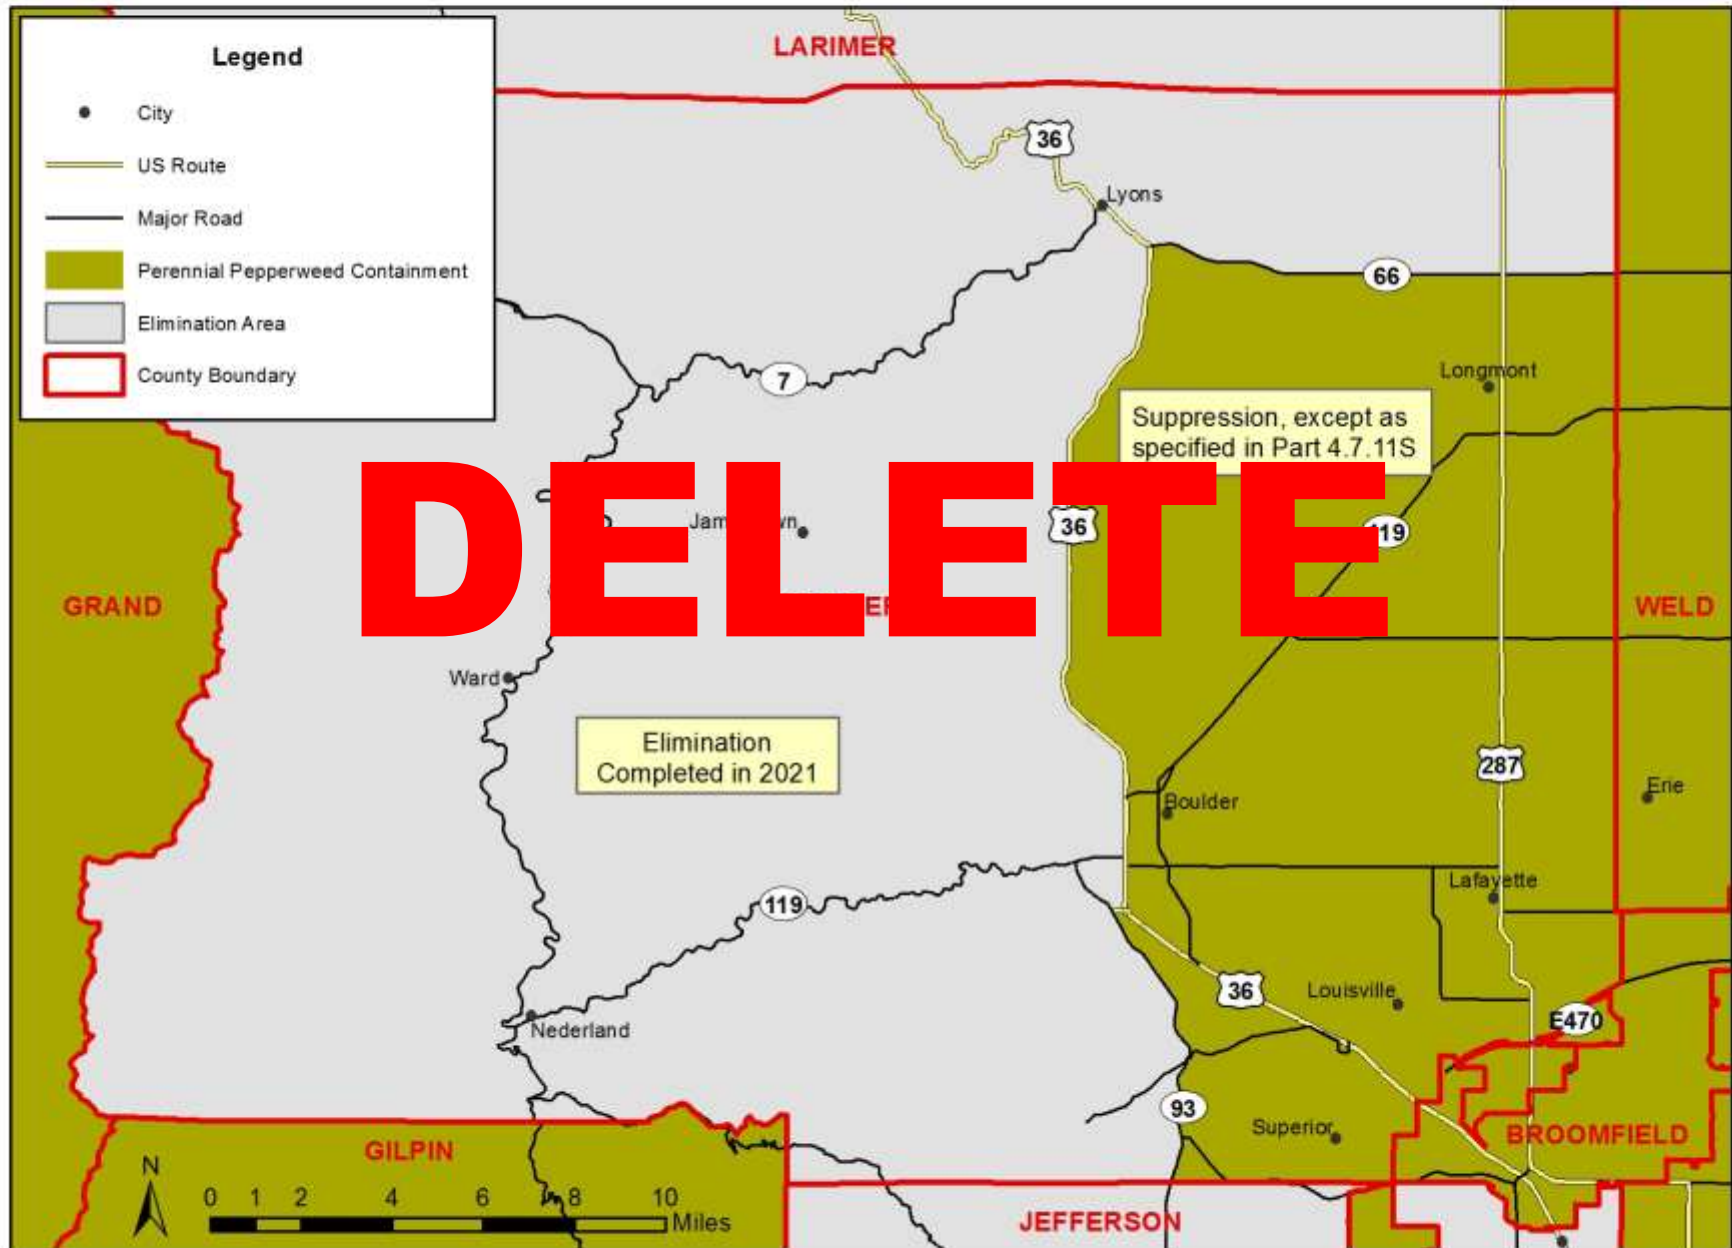 Legend
City
US Route
Major Road
Perennial Pepperweed Containment
Elimination Area
County Boundary
LARIMER
36
Lyons
66
7
Longmont
Suppression, except as
specified in Part 4.7.11S
DELETE
36
GRAND
WELD
Ward
Elimination
Completed in 2021
287
Erie
Boulder
Lafayette
119
36
Louisville
E470
Nederland
93
Superior
BROOMFIELD
GILPIN
N
0 1 2 4 6 8 10
Miles
JEFFERSON